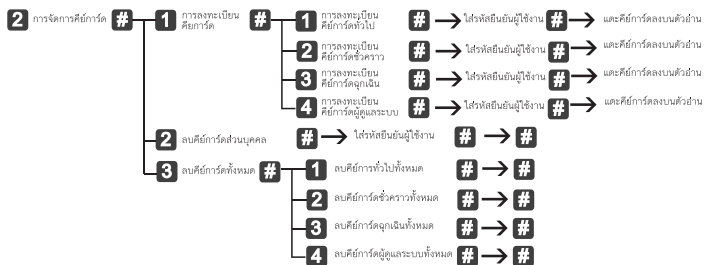 2 การจัดการคีย์การ์ด # 1 การลงทะเบียน
คียการ์ด # 1 การลงทะเบียน
คีย์การ์ดทั่วไป # → ใส่รหัสยืนยันผู้ใช้งาน # → แตะคีย์การ์ดลงบนตัวอ่าน
2 การลงทะเบียน
คีย์การ์ดชั่วคราว # → ใส่รหัสยืนยันผู้ใช้งาน # → แตะคีย์การ์ดลงบนตัวอ่าน
3 การลงทะเบียน
คีย์การ์ดฉุกเฉิน # → ใส่รหัสยืนยันผู้ใช้งาน # → แตะคีย์การ์ดลงบนตัวอ่าน
4 การลงทะเบียน
คีย์การ์ดผู้ดูแลระบบ # → ใส่รหัสยืนยันผู้ใช้งาน # → แตะคีย์การ์ดลงบนตัวอ่าน
2 ลบคีย์การ์ดส่วนบุคคล # → ใส่รหัสยืนยันผู้ใช้งาน # → #
3 ลบคีย์การ์ดทั้งหมด # 1 ลบคีย์การทั่วไปทั้งหมด # → #
2 ลบคีย์การ์ดชั่วคราวทั้งหมด # → #
3 ลบคีย์การ์ดฉุกเฉินทั้งหมด # → #
4 ลบคีย์การ์ดผู้ดูแลระบบทั้งหมด # → #